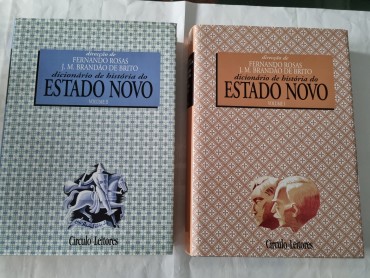 direcção de
FERNANDO ROSAS
J. M. BRANDÃO DE BRITO
dicionário de história do
ESTADO NOVO
VOLUME II
Círculo Leitores
direcção de
FERNANDO ROSAS
J. M. BRANDÃO DE BRITO
dicionário de história do
ESTADO NOVO
VOLUME I
Círculo Leitores